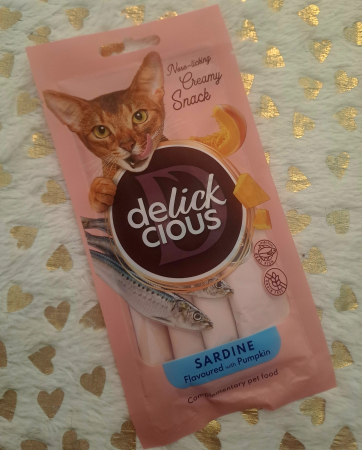 Nose-licking
Creamy
Snack
delick
cious
SARDINE
Flavoured with Pumpkin
Complementary pet food